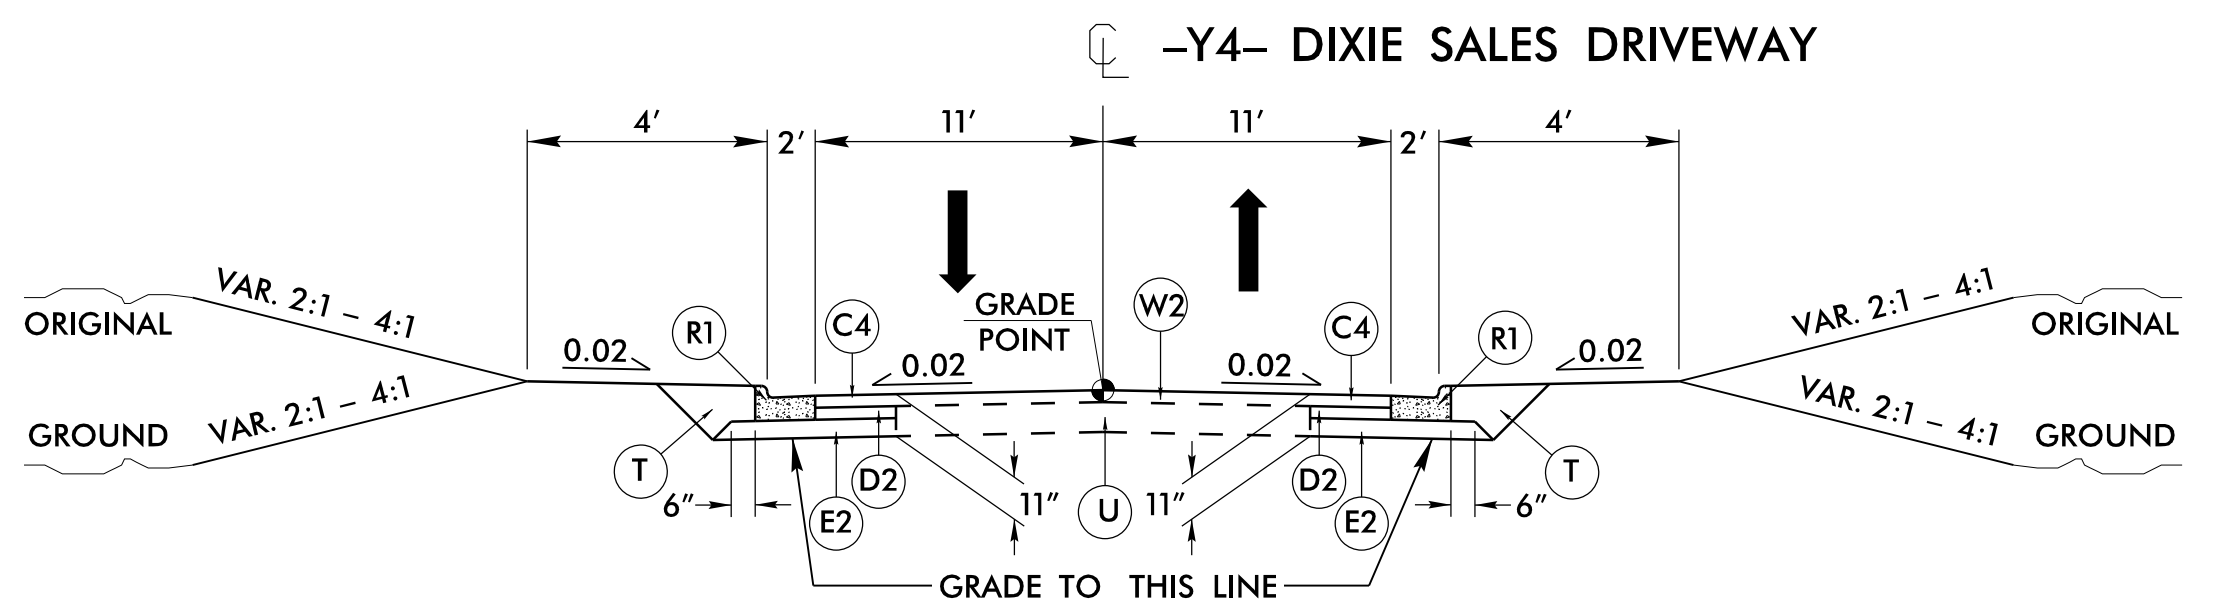 ℄ –Y4– DIXIE SALES DRIVEWAY
4′ 2′ 11′ 11′ 2′ 4′
VAR. 2:1 – 4:1
ORIGINAL
R1
C4
GRADE
POINT
W2
C4
R1
VAR. 2:1 – 4:1
ORIGINAL
0.02
0.02
0.02
0.02
VAR. 2:1 – 4:1
GROUND
VAR. 2:1 – 4:1
GROUND
T
D2
D2
T
6″
E2
11″
U
11″
E2
6″
GRADE TO THIS LINE